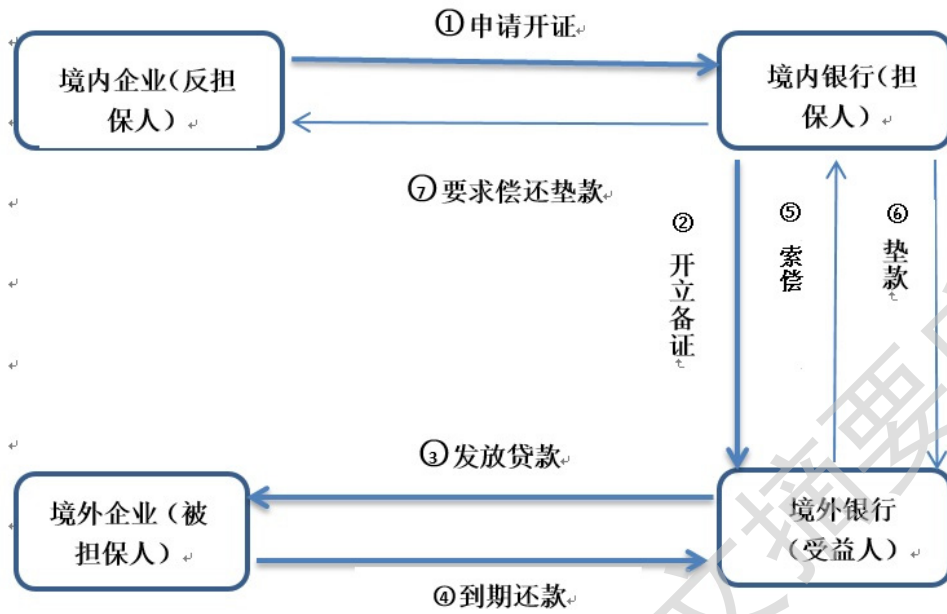 ①申请开证
境内企业（反担
保人）
境内银行（担
保人）
⑦要求偿还垫款
②
开立备证
⑤
索偿
⑥
垫款
③发放贷款
境外企业（被
担保人）
境外银行
（受益人）
④到期还款
文摘要